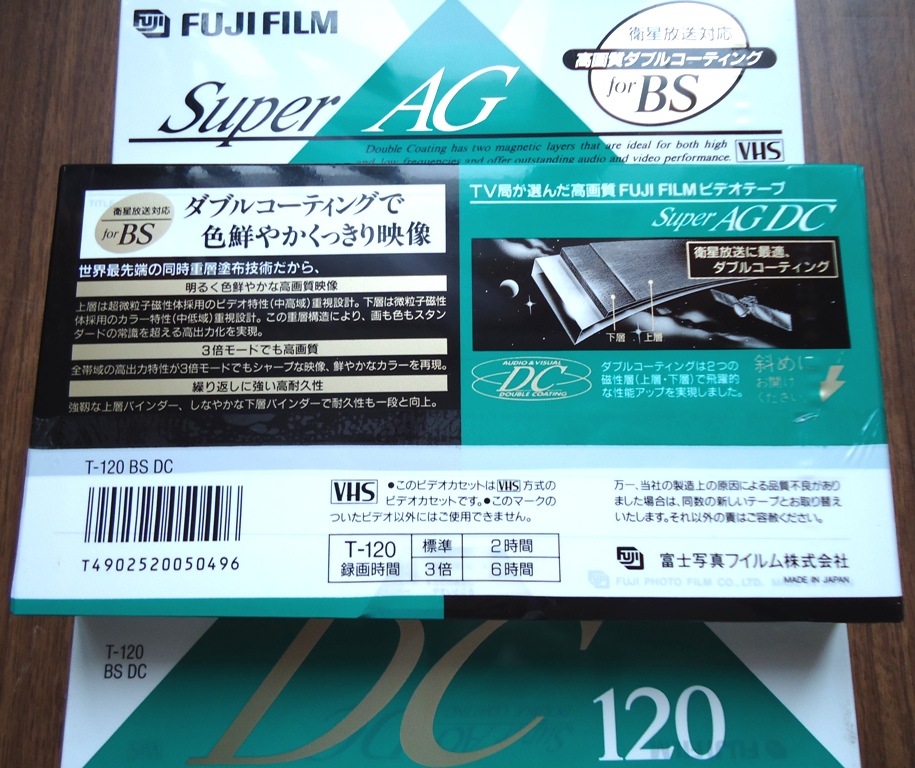 FUJI FUJI FILM
Super AG
衛星放送対応
高画質ダブルコーティング
for BS
Double Coating has two magnetic layers that are ideal for both high
and low frequencies and offer outstanding audio and video performance.
VHS
衛星放送対応
for BS
ダブルコーティングで
色鮮やかくっきり映像
世界最先端の同時重層塗布技術だから、
明るく色鮮やかな高画質映像
上層は超微粒子磁性体採用のビデオ特性(中高域)重視設計。下層は微粒子磁性
体採用のカラー特性(中低域)重視設計。この重層構造により、画も色もスタン
ダードの常識を超える高出力化を実現。
3倍モードでも高画質
全帯域の高出力特性が3倍モードでもシャープな映像、鮮やかなカラーを再現。
繰り返しに強い高耐久性
強靱な上層バインダー、しなやかな下層バインダーで耐久性も一段と向上。
TV局が選んだ高画質FUJI FILMビデオテープ
Super AG DC
衛星放送に最適、
ダブルコーティング
下層 上層
AUDIO & VISUAL
DC
DOUBLE COATING
ダブルコーティングは2つの
磁性層(上層・下層)で飛躍的
な性能アップを実現しました。
斜めに
お開け
ください
T-120 BS DC
T4902520050496
VHS ●このビデオカセットはVHS方式の
ビデオカセットです。●このマークの
ついたビデオ以外にはご使用できません。
T-120 標準 2時間
録画時間 3倍 6時間
万一、当社の製造上の原因による品質不良があり
ました場合は、同数の新しいテープとお取り替え
いたします。それ以外の責はご容赦ください。
FUJI 富士写真フイルム株式会社
MADE IN JAPAN
FUJI PHOTO FILM CO., LTD.
T-120
BS DC
DC
120